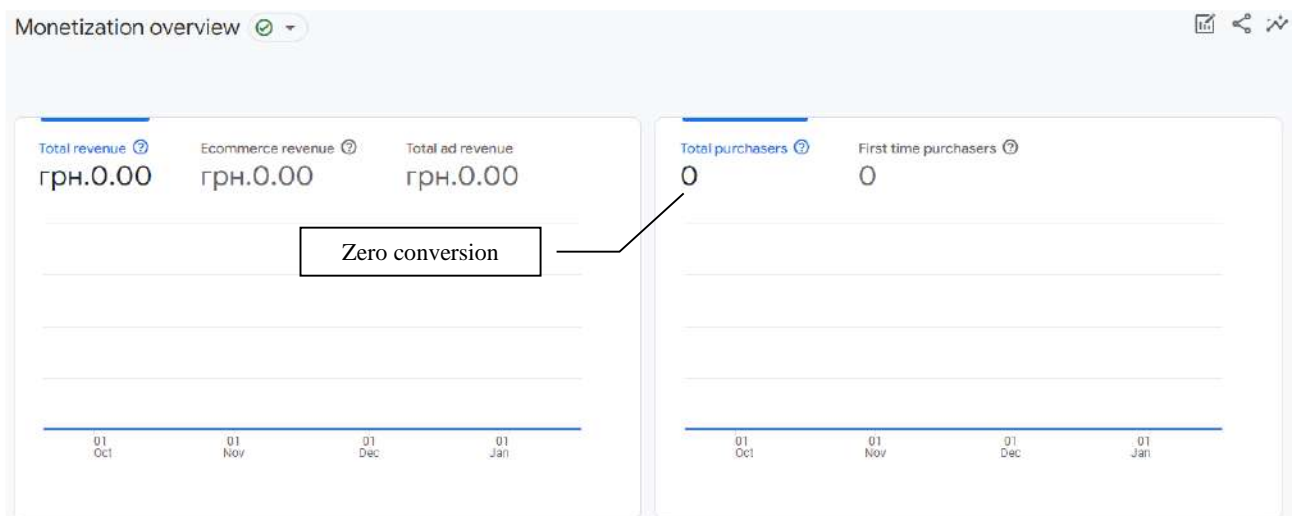 Monetization overview
Total revenue
Ecommerce revenue
Total ad revenue
грн.0.00
грн.0.00
грн.0.00
Total purchasers
First time purchasers
0
0
Zero conversion
01
Oct
01
Nov
01
Dec
01
Jan
01
Oct
01
Nov
01
Dec
01
Jan